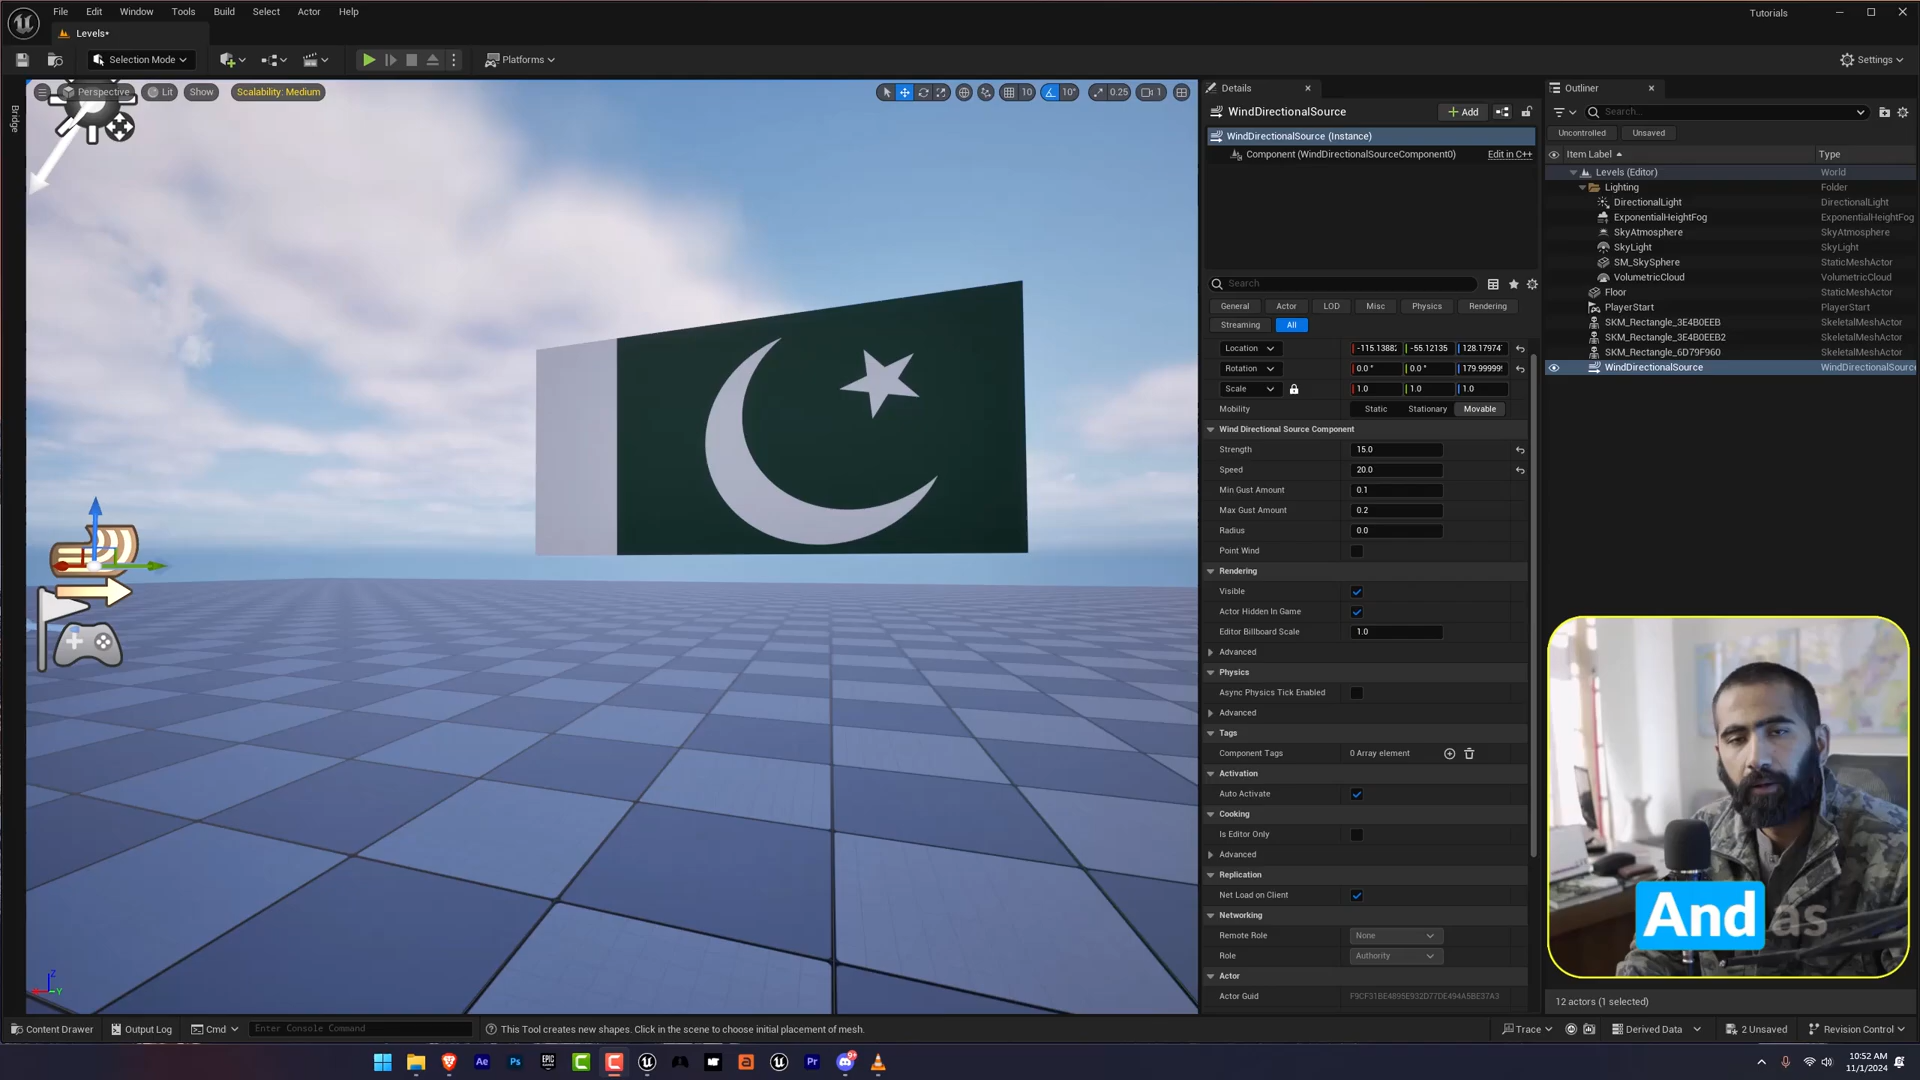 File Edit Window Tools Build Select Actor Help
Tutorials
Levels•
Selection Mode
Platforms
Settings
Bridge
Perspective Lit Show Scalability: Medium
10 10° 0.25 1
Details
WindDirectionalSource
Add
WindDirectionalSource (Instance)
Component (WindDirectionalSourceComponent0) Edit in C++
Search
General Actor LOD Misc Physics Rendering
Streaming All
Location -115.13882 -55.12135 128.17974
Rotation 0.0 ° 0.0 ° 179.99999
Scale 1.0 1.0 1.0
Mobility Static Stationary Movable
Wind Directional Source Component
Strength 15.0
Speed 20.0
Min Gust Amount 0.1
Max Gust Amount 0.2
Radius 0.0
Point Wind
Rendering
Visible
Actor Hidden In Game
Editor Billboard Scale 1.0
Advanced
Physics
Async Physics Tick Enabled
Advanced
Tags
Component Tags 0 Array element
Activation
Auto Activate
Cooking
Is Editor Only
Advanced
Replication
Net Load on Client
Networking
Remote Role None
Role Authority
Actor
Actor Guid F9CF31BE4895E932D77DE494A5BE37A3
Outliner
Search...
Uncontrolled Unsaved
Item Label Type
Levels (Editor) World
Lighting Folder
DirectionalLight DirectionalLight
ExponentialHeightFog ExponentialHeightFog
SkyAtmosphere SkyAtmosphere
SkyLight SkyLight
SM_SkySphere StaticMeshActor
VolumetricCloud VolumetricCloud
Floor StaticMeshActor
PlayerStart PlayerStart
SKM_Rectangle_3E4B0EEB SkeletalMeshActor
SKM_Rectangle_3E4B0EEB2 SkeletalMeshActor
SKM_Rectangle_6D79F960 SkeletalMeshActor
WindDirectionalSource WindDirectionalSource
And as
12 actors (1 selected)
Z
Y
Content Drawer Output Log Cmd Enter Console Command This Tool creates new shapes. Click in the scene to choose initial placement of mesh. Trace Derived Data 2 Unsaved Revision Control
Ae Ps EPIC GAMES C C a Pr
10:52 AM
11/1/2024